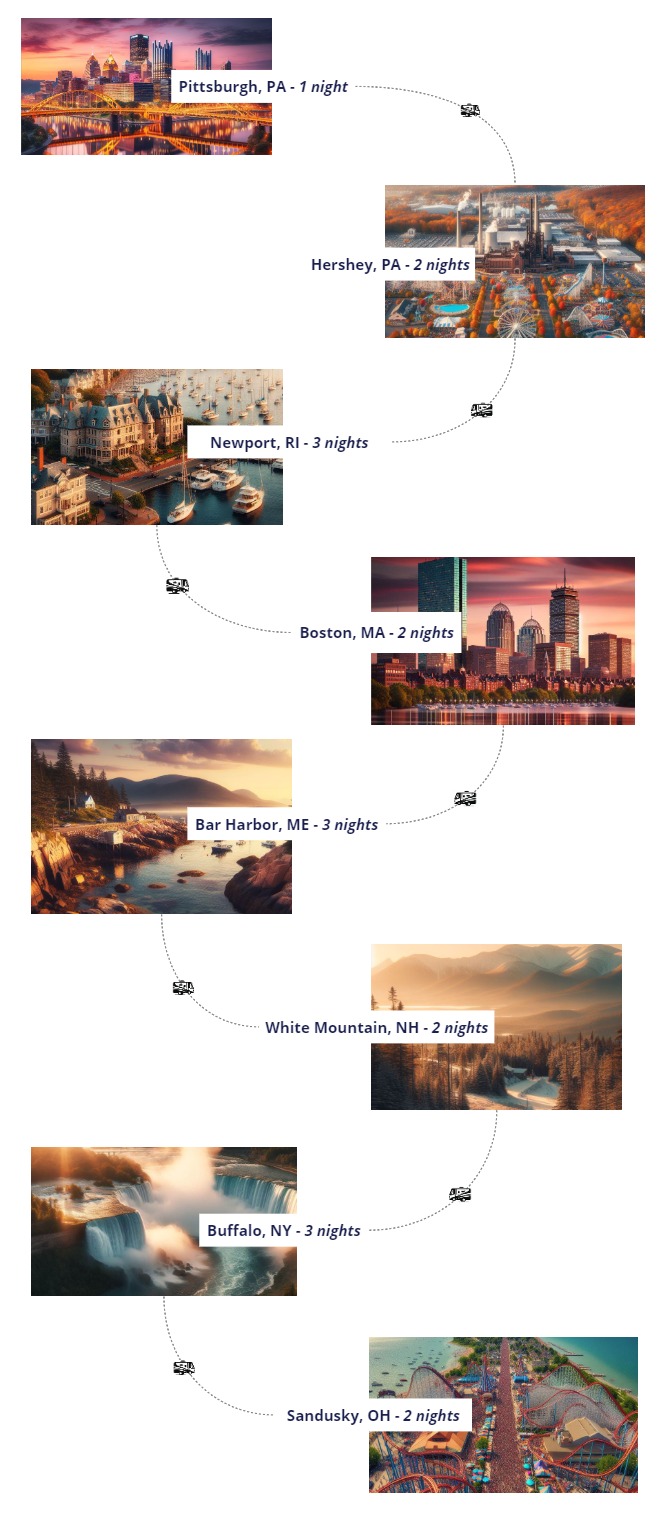 Pittsburgh, PA - 1 night
Hershey, PA - 2 nights
Newport, RI - 3 nights
Boston, MA - 2 nights
Bar Harbor, ME - 3 nights
White Mountain, NH - 2 nights
Buffalo, NY - 3 nights
Sandusky, OH - 2 nights